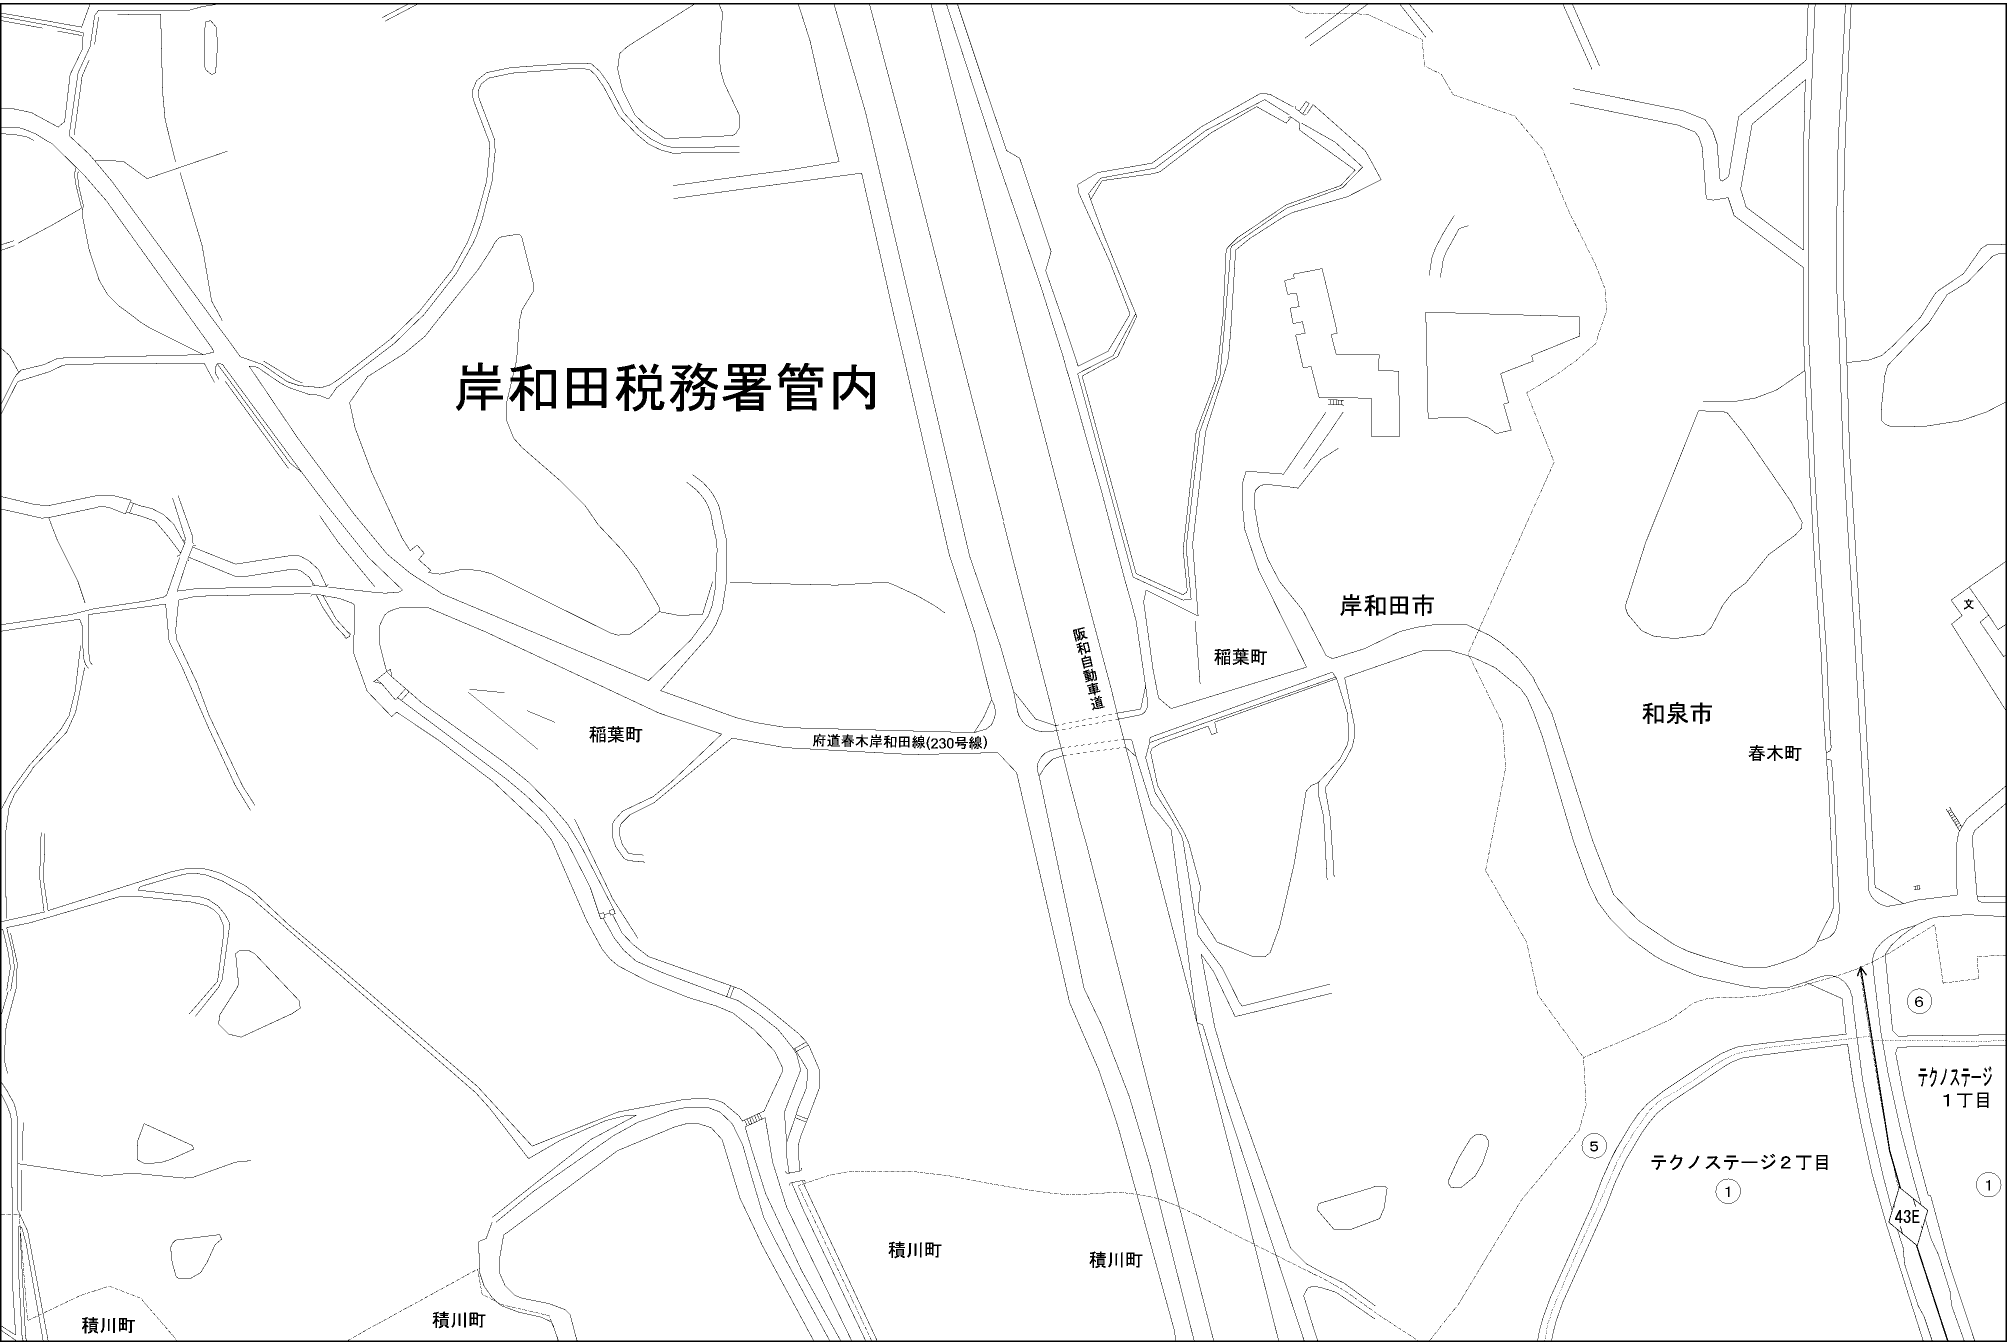 岸和田税務署管内
文
岸和田市
阪和自動車道
稲葉町
和泉市
稲葉町
府道春木岸和田線(230号線)
春木町
6
テクノステージ
1丁目
5
テクノステージ2丁目
1
1
43E
積川町
積川町
積川町
積川町